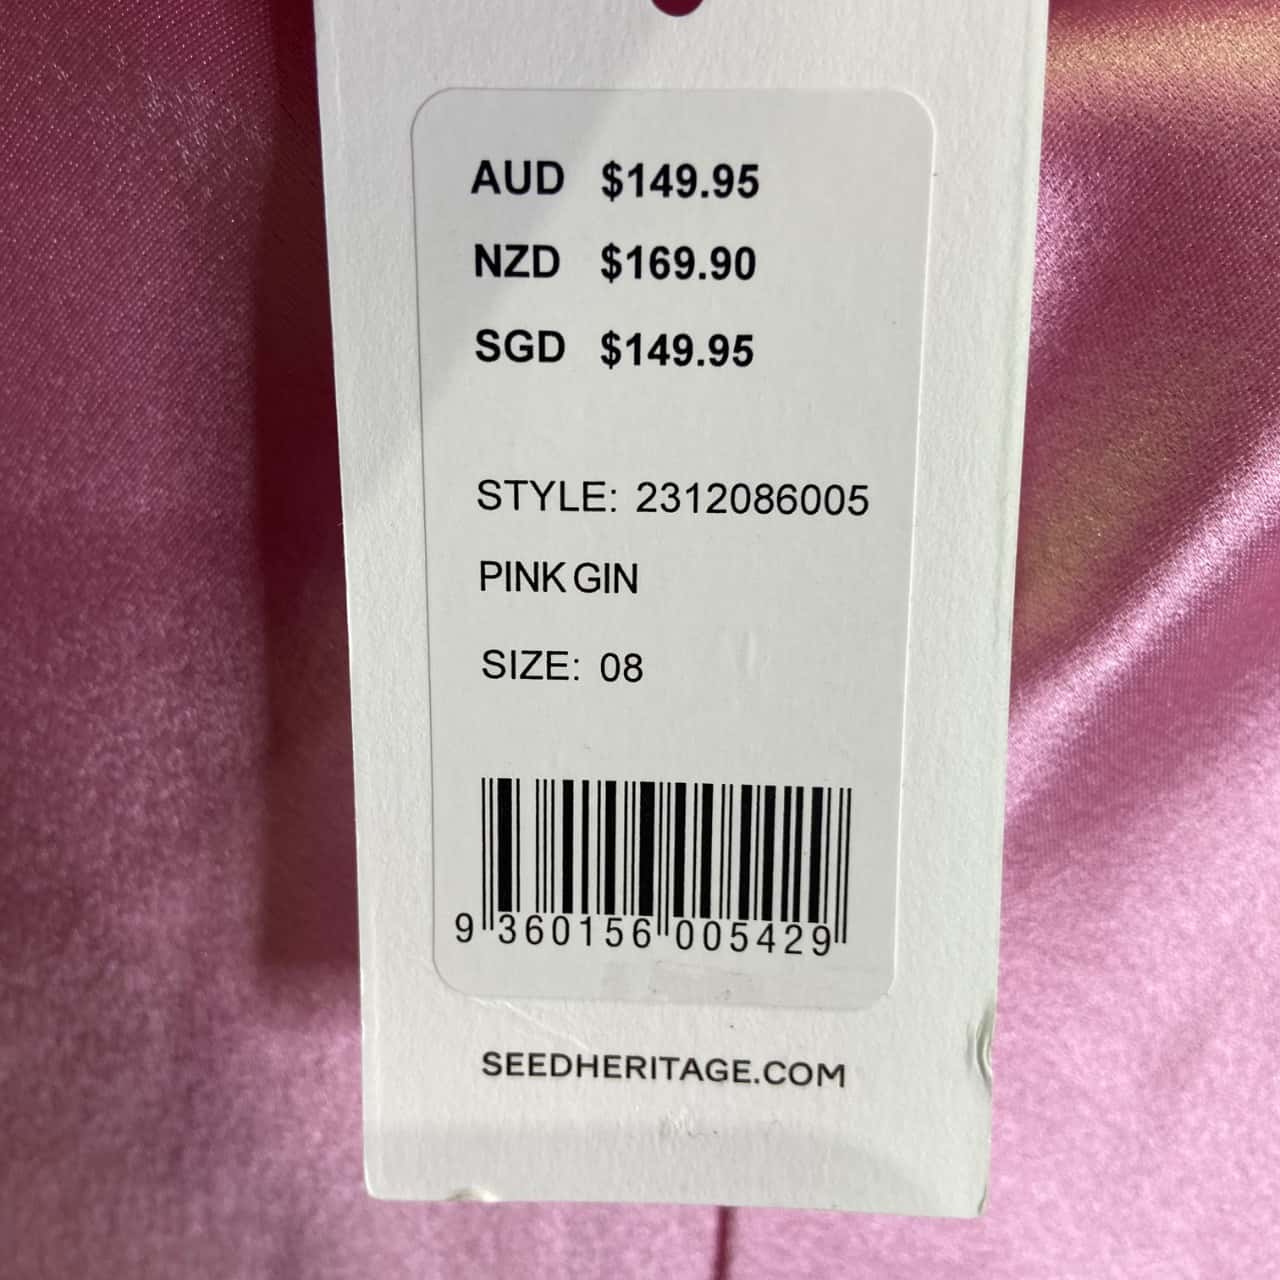 AUD $149.95
NZD $169.90
SGD $149.95
STYLE: 2312086005
PINK GIN
SIZE: 08
9 360156 005429
SEEDHERITAGE.COM